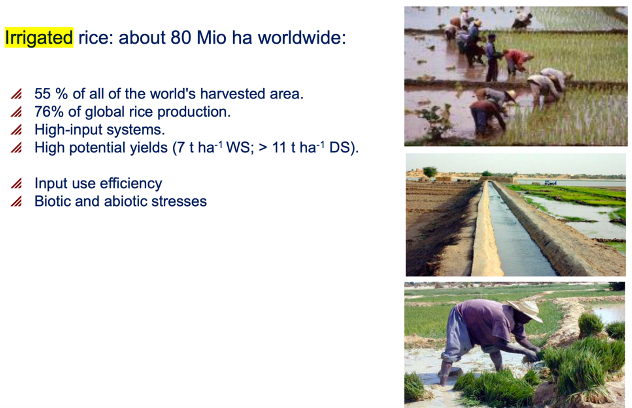 Irrigated rice: about 80 Mio ha worldwide:
55 % of all of the world's harvested area.
76% of global rice production.
High-input systems.
High potential yields (7 t ha⁻¹ WS; > 11 t ha⁻¹ DS).
Input use efficiency
Biotic and abiotic stresses